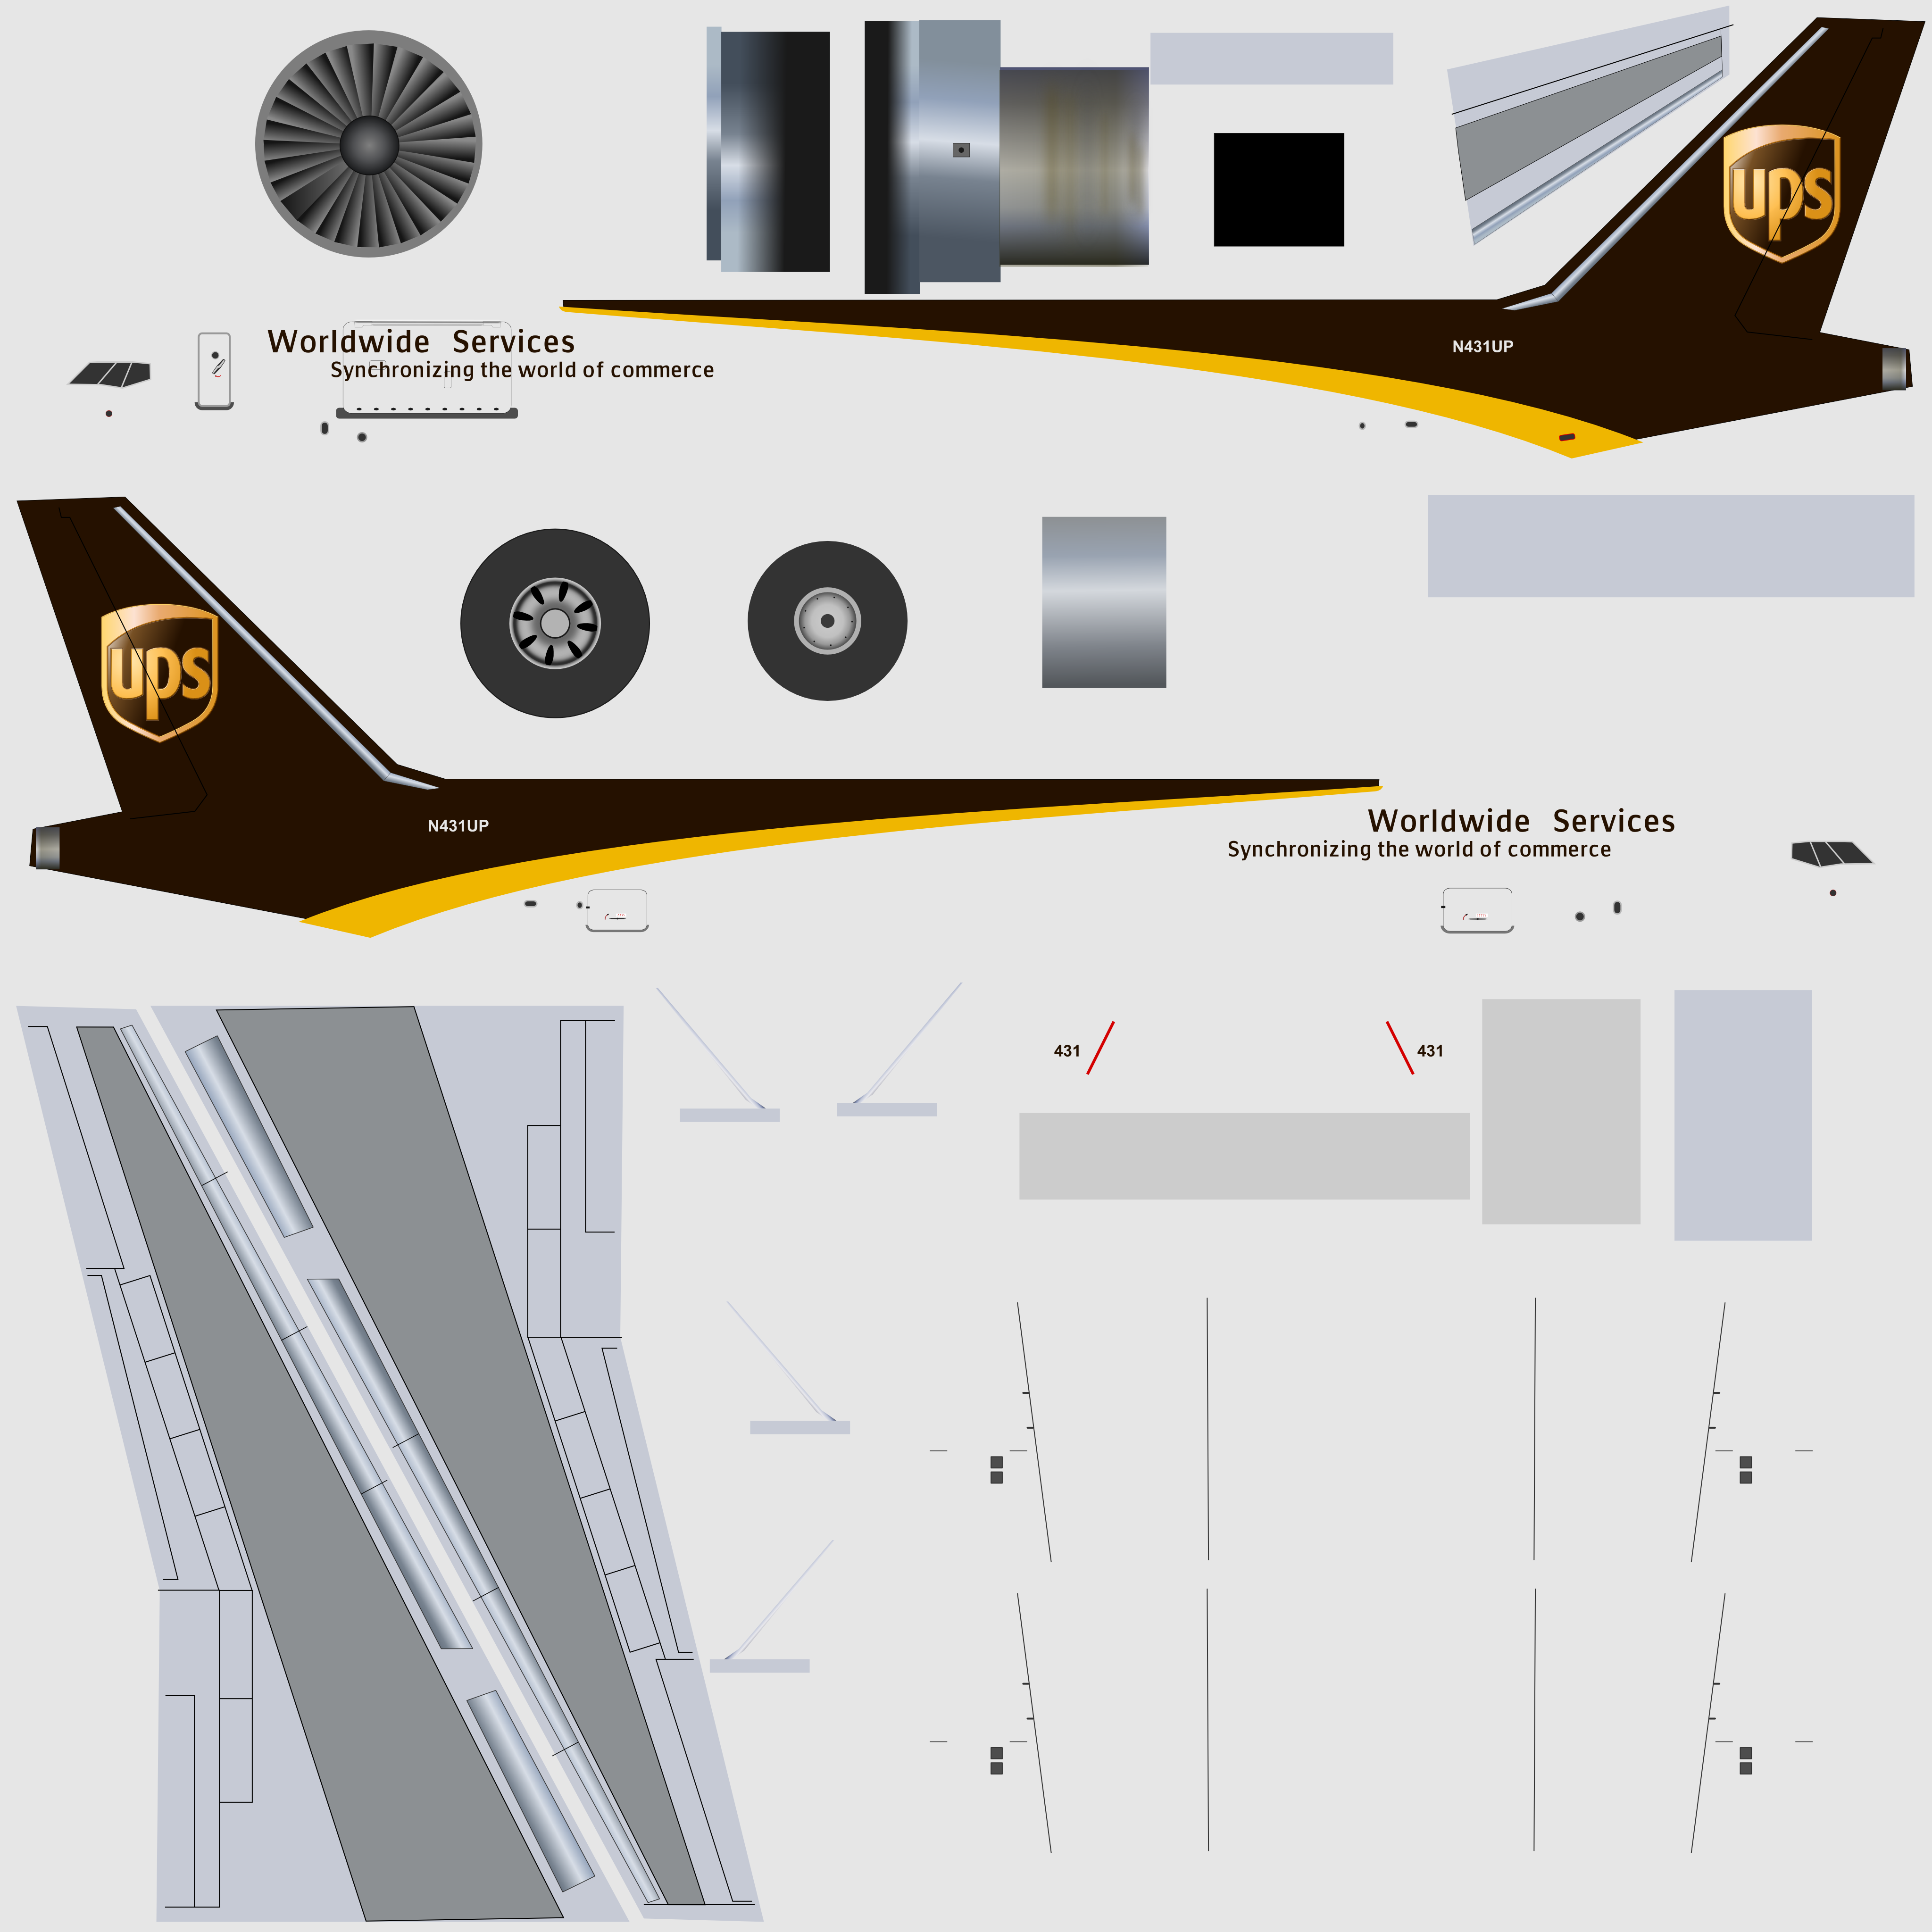 ups
Worldwide Services
Synchronizing the world of commerce
N431UP
ups
N431UP
Worldwide Services
Synchronizing the world of commerce
431
431